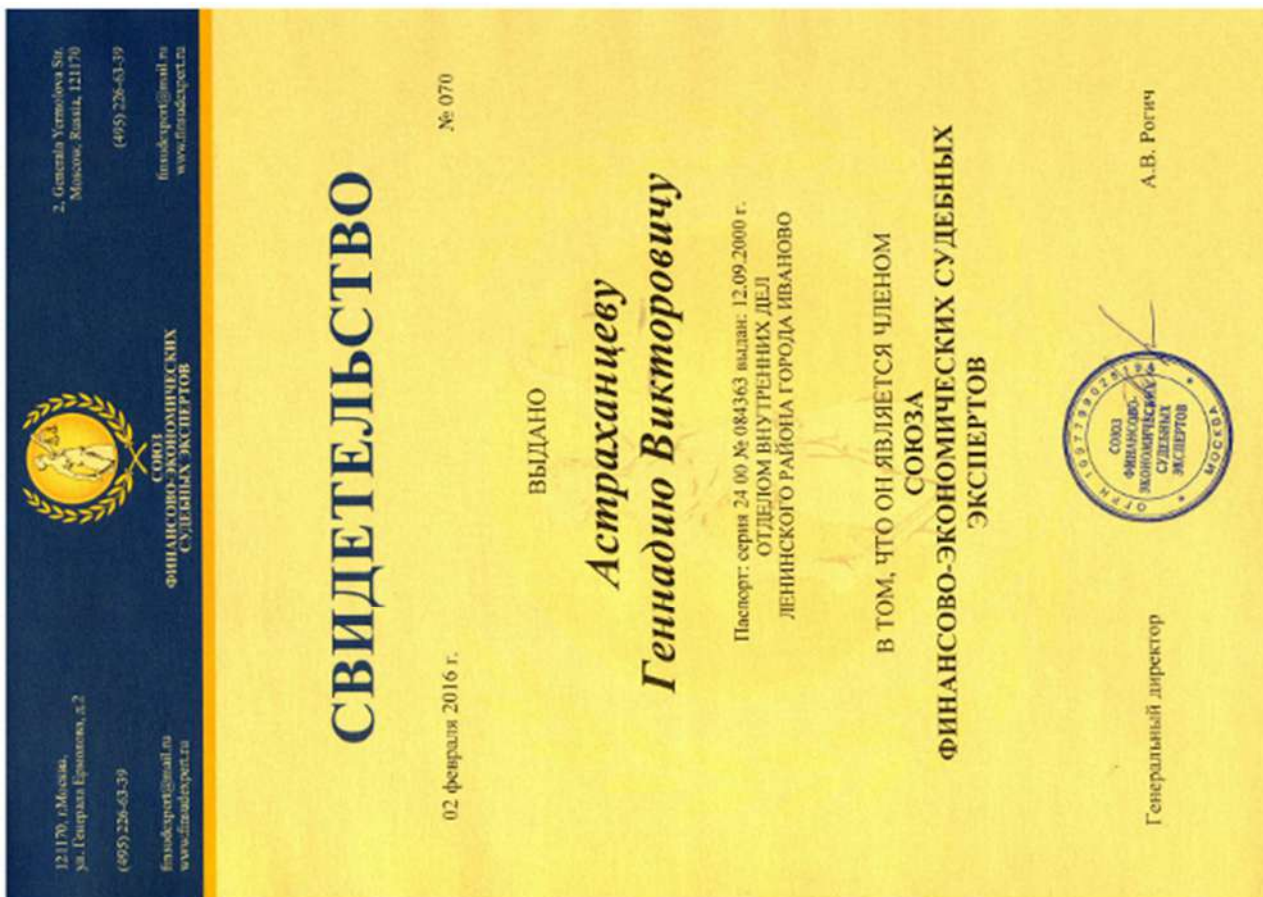 121170, г.Москва,
ул. Генерала Ермолова, д.2
(495) 226-63-39
finsudexpert@mail.ru
www.finsudexpert.ru
СОЮЗ
ФИНАНСОВО-ЭКОНОМИЧЕСКИХ
СУДЕБНЫХ ЭКСПЕРТОВ
2, Generala Yermolova Str.
Moscow, Russia, 121170
(495) 226-63-39
finsudexpert@mail.ru
www.finsudexpert.ru
СВИДЕТЕЛЬСТВО
02 февраля 2016 г.
№ 070
ВЫДАНО
Астраханцеву
Геннадию Викторовичу
Паспорт: серия 24 00 № 084363 выдан: 12.09.2000 г.
ОТДЕЛОМ ВНУТРЕННИХ ДЕЛ
ЛЕНИНСКОГО РАЙОНА ГОРОДА ИВАНОВО
В ТОМ, ЧТО ОН ЯВЛЯЕТСЯ ЧЛЕНОМ
СОЮЗА
ФИНАНСОВО-ЭКОНОМИЧЕСКИХ СУДЕБНЫХ
ЭКСПЕРТОВ
Генеральный директор
СОЮЗ
ФИНАНСОВО-
ЭКОНОМИЧЕСКИХ
СУДЕБНЫХ
ЭКСПЕРТОВ
МОСКВА
ОГРН
А.В. Рогич